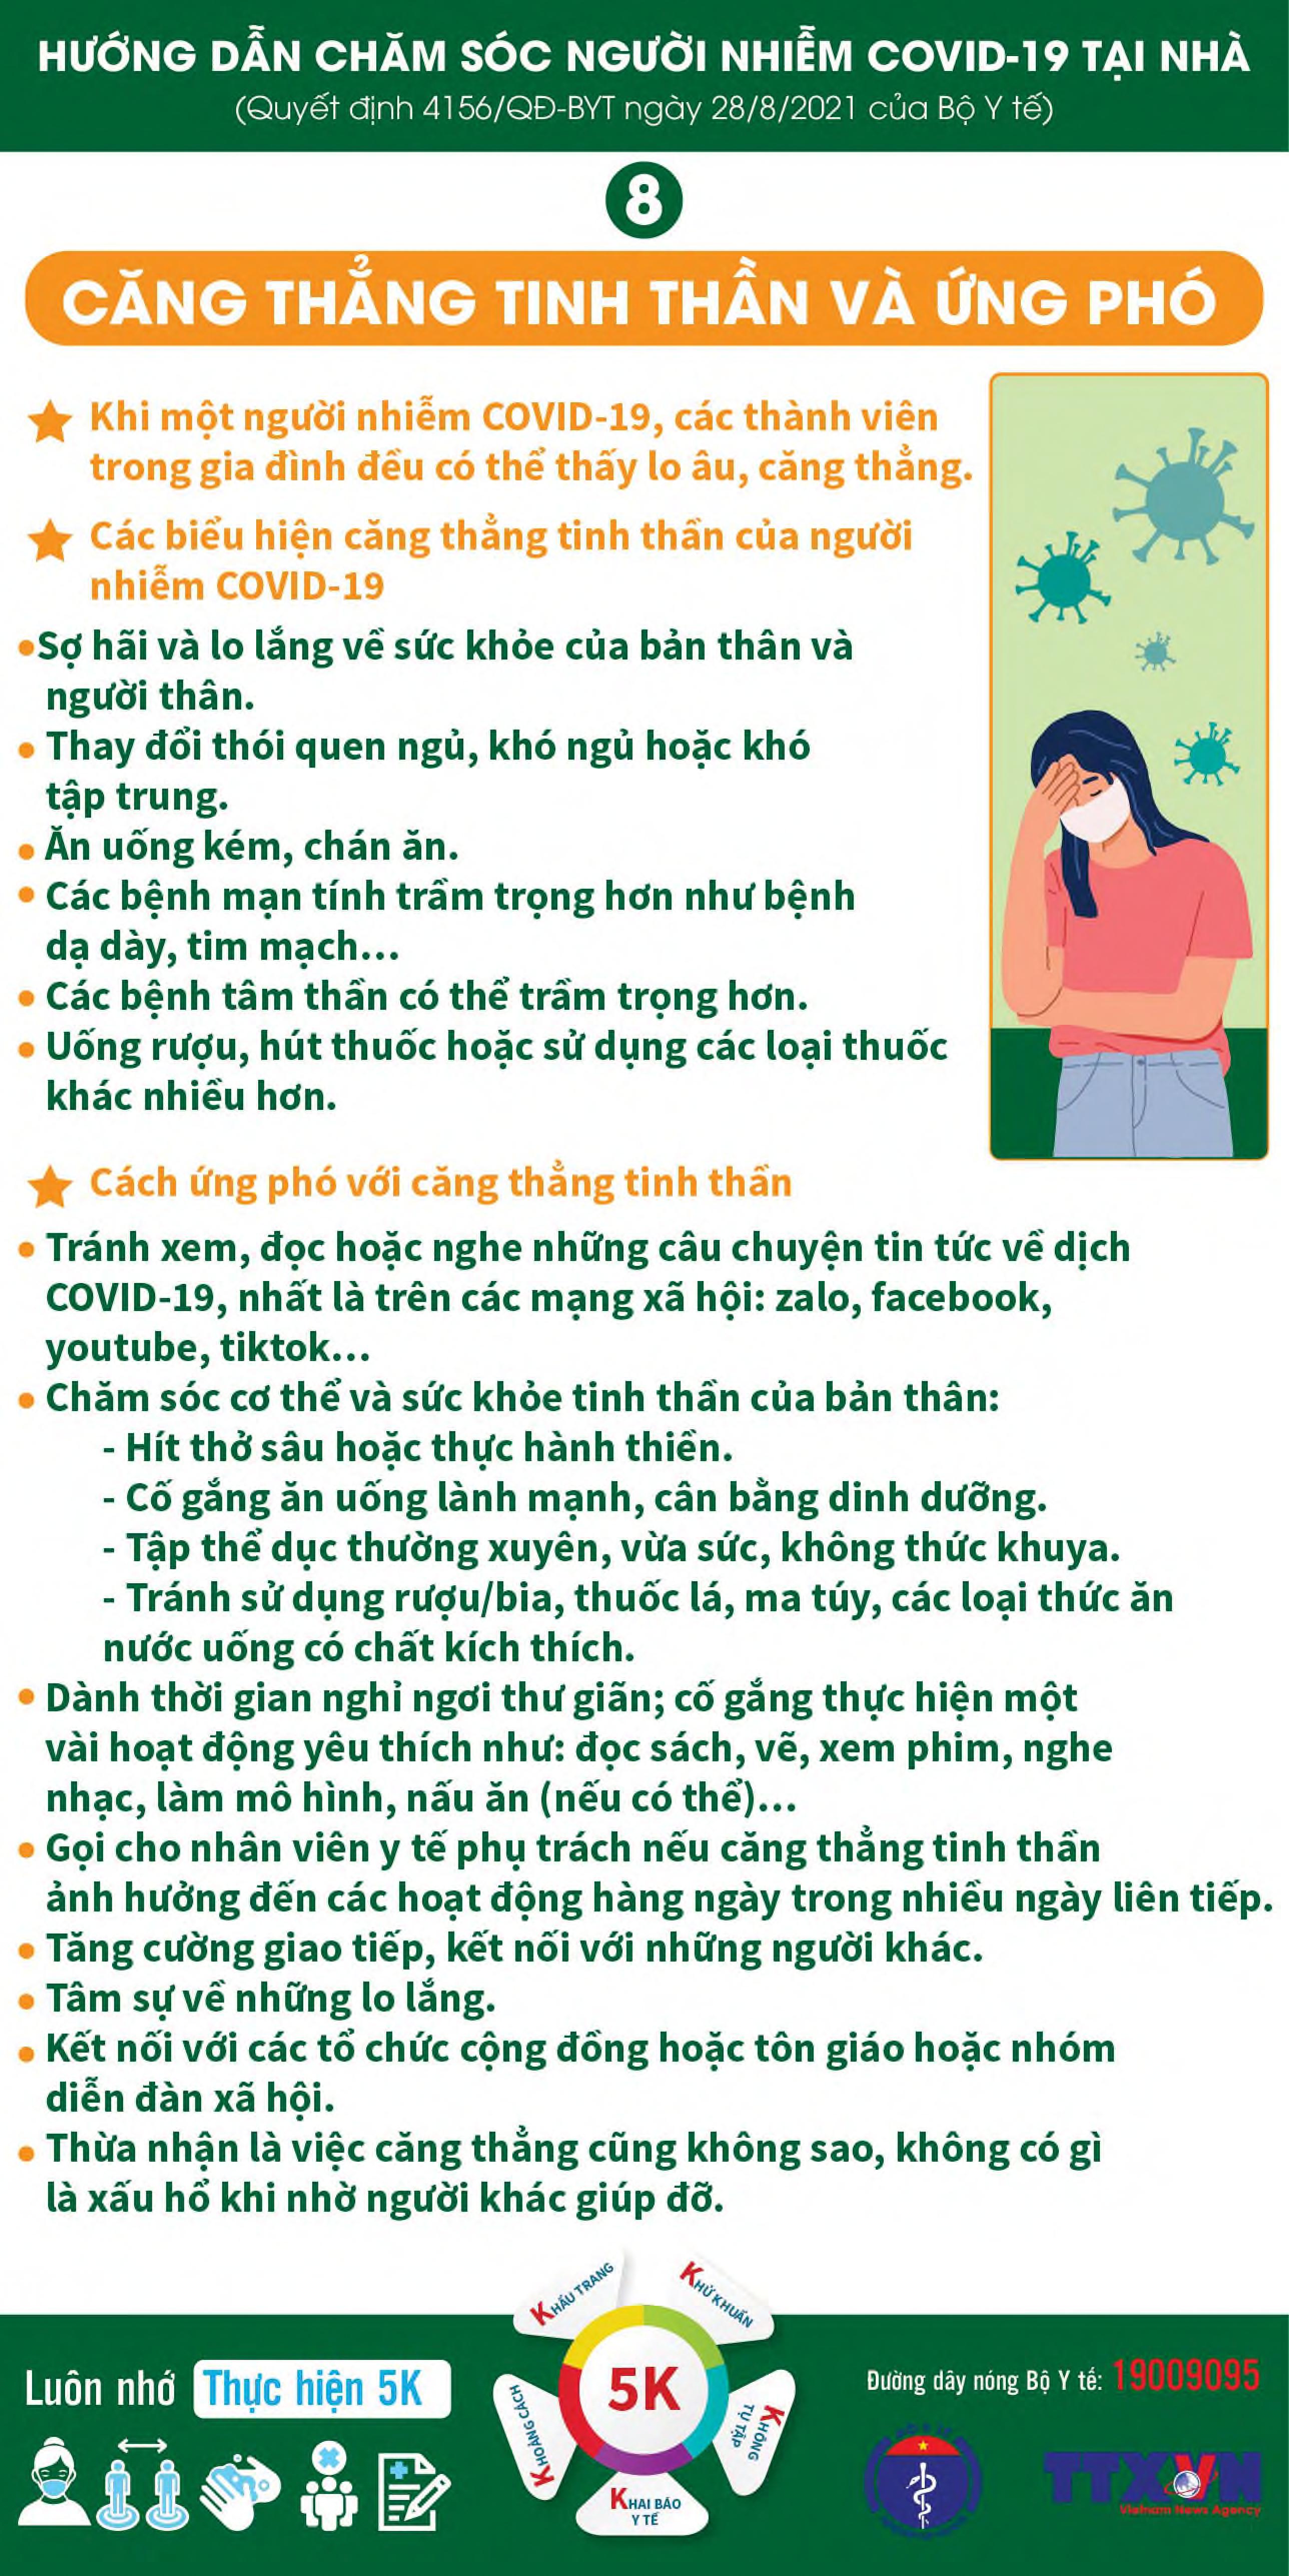 HƯỚNG DẪN CHĂM SÓC NGƯỜI NHIỄM COVID-19 TẠI NHÀ
(Quyết định 4156/QĐ-BYT ngày 28/8/2021 của Bộ Y tế)
8
CĂNG THẲNG TINH THẦN VÀ ỨNG PHÓ
Khi một người nhiễm COVID-19, các thành viên
trong gia đình đều có thể thấy lo âu, căng thẳng.
Các biểu hiện căng thẳng tinh thần của người
nhiễm COVID-19
•Sợ hãi và lo lắng về sức khỏe của bản thân và
người thân.
• Thay đổi thói quen ngủ, khó ngủ hoặc khó
tập trung.
• Ăn uống kém, chán ăn.
• Các bệnh mạn tính trầm trọng hơn như bệnh
dạ dày, tim mạch...
• Các bệnh tâm thần có thể trầm trọng hơn.
• Uống rượu, hút thuốc hoặc sử dụng các loại thuốc
khác nhiều hơn.
Cách ứng phó với căng thẳng tinh thần
• Tránh xem, đọc hoặc nghe những câu chuyện tin tức về dịch
COVID-19, nhất là trên các mạng xã hội: zalo, facebook,
youtube, tiktok...
• Chăm sóc cơ thể và sức khỏe tinh thần của bản thân:
- Hít thở sâu hoặc thực hành thiền.
- Cố gắng ăn uống lành mạnh, cân bằng dinh dưỡng.
- Tập thể dục thường xuyên, vừa sức, không thức khuya.
- Tránh sử dụng rượu/bia, thuốc lá, ma túy, các loại thức ăn
nước uống có chất kích thích.
• Dành thời gian nghỉ ngơi thư giãn; cố gắng thực hiện một
vài hoạt động yêu thích như: đọc sách, vẽ, xem phim, nghe
nhạc, làm mô hình, nấu ăn (nếu có thể)...
• Gọi cho nhân viên y tế phụ trách nếu căng thẳng tinh thần
ảnh hưởng đến các hoạt động hàng ngày trong nhiều ngày liên tiếp.
• Tăng cường giao tiếp, kết nối với những người khác.
• Tâm sự về những lo lắng.
• Kết nối với các tổ chức cộng đồng hoặc tôn giáo hoặc nhóm
diễn đàn xã hội.
• Thừa nhận là việc căng thẳng cũng không sao, không có gì
là xấu hổ khi nhờ người khác giúp đỡ.
KHẨU TRANG
KHỬ KHUẨN
Luôn nhớ Thực hiện 5K
5K
KHOẢNG CÁCH
KHÔNG
TỤ TẬP
KHAI BÁO
Y TẾ
Đường dây nóng Bộ Y tế: 19009095
BỘ Y TẾ
TTXVN
Vietnam News Agency